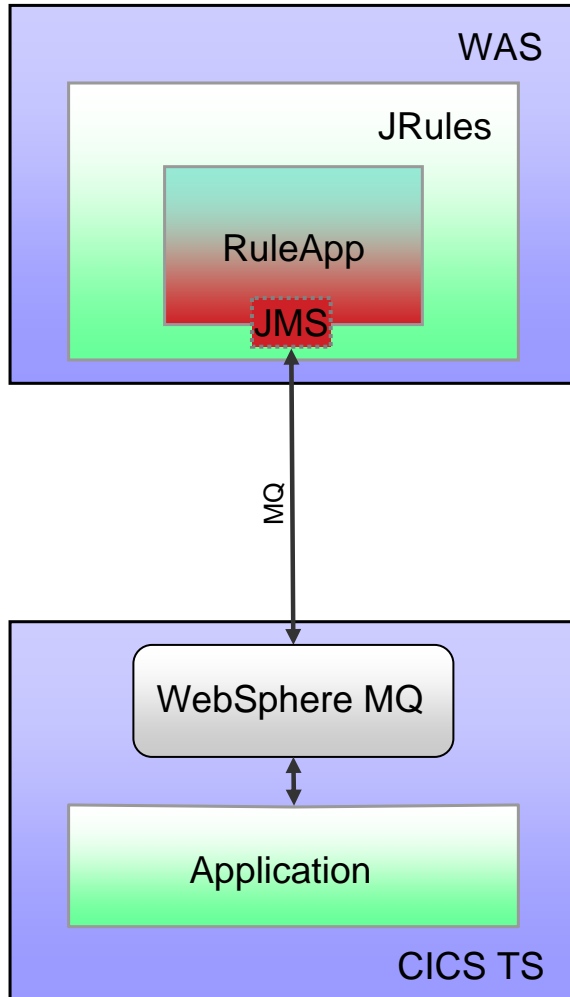 WAS
JRules
RuleApp
JMS
MQ
WebSphere MQ
Application
CICS TS